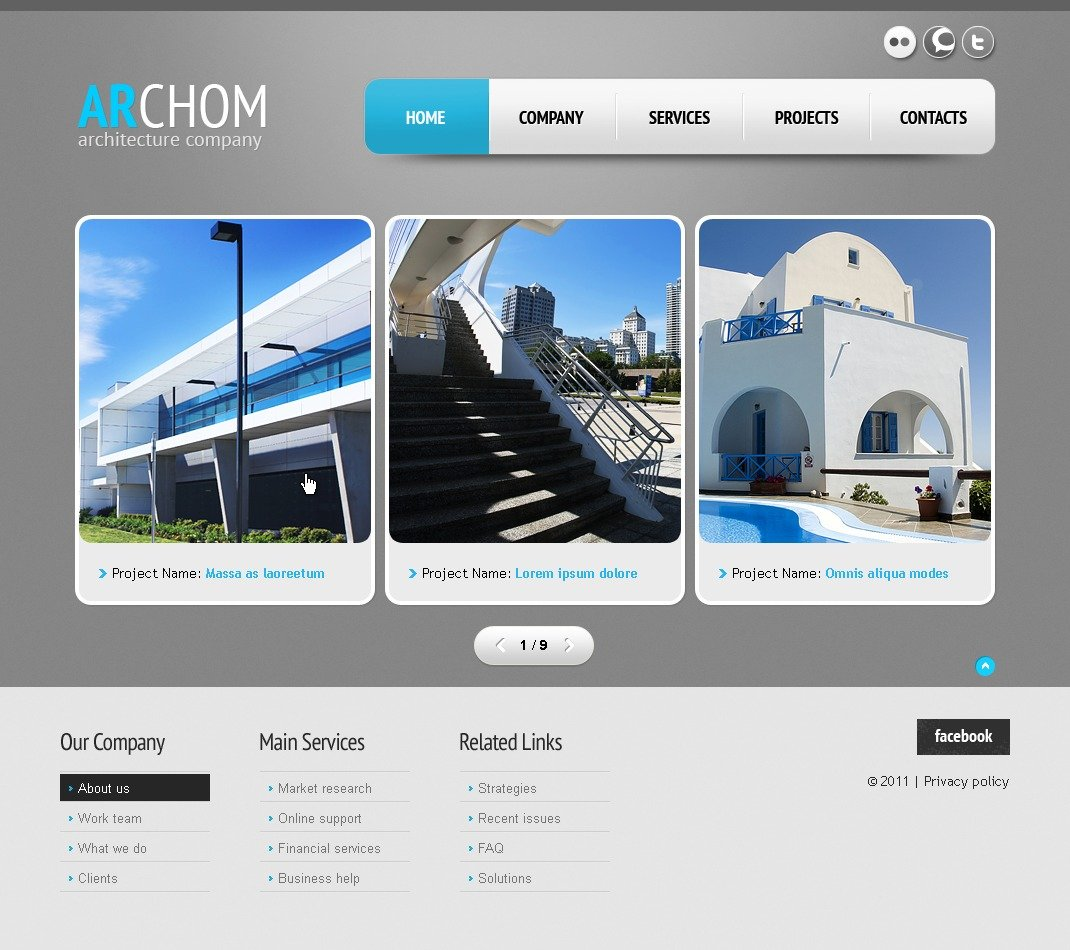 ARCHOM
architecture company
HOME COMPANY SERVICES PROJECTS CONTACTS
Project Name: Massa as laoreetum
Project Name: Lorem ipsum dolore
Project Name: Omnis aliqua modes
1 / 9
Our Company
About us
Work team
What we do
Clients
Main Services
Market research
Online support
Financial services
Business help
Related Links
Strategies
Recent issues
FAQ
Solutions
facebook
© 2011 | Privacy policy